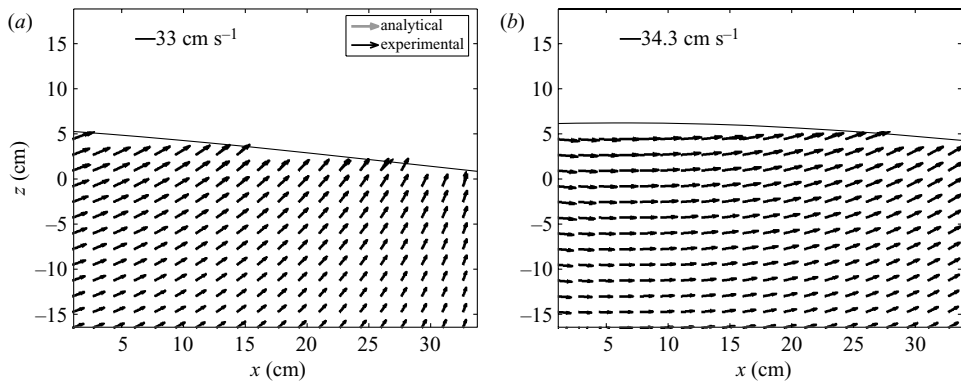 (a)
33 cm s–1
analytical
experimental
15
10
5
0
–5
–10
–15
z (cm)
5 10 15 20 25 30
x (cm)
(b)
34.3 cm s–1
15
10
5
0
–5
–10
–15
5 10 15 20 25 30
x (cm)